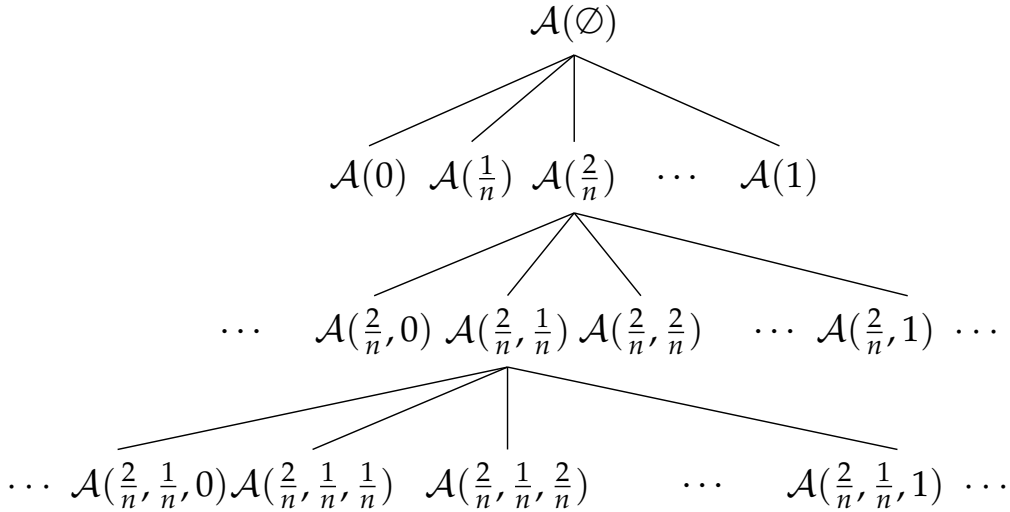 𝒜(∅)
𝒜(0) 𝒜(1/n) 𝒜(2/n) ⋯ 𝒜(1)
⋯ 𝒜(2/n, 0) 𝒜(2/n, 1/n) 𝒜(2/n, 2/n) ⋯ 𝒜(2/n, 1) ⋯
⋯ 𝒜(2/n, 1/n, 0) 𝒜(2/n, 1/n, 1/n) 𝒜(2/n, 1/n, 2/n) ⋯ 𝒜(2/n, 1/n, 1) ⋯